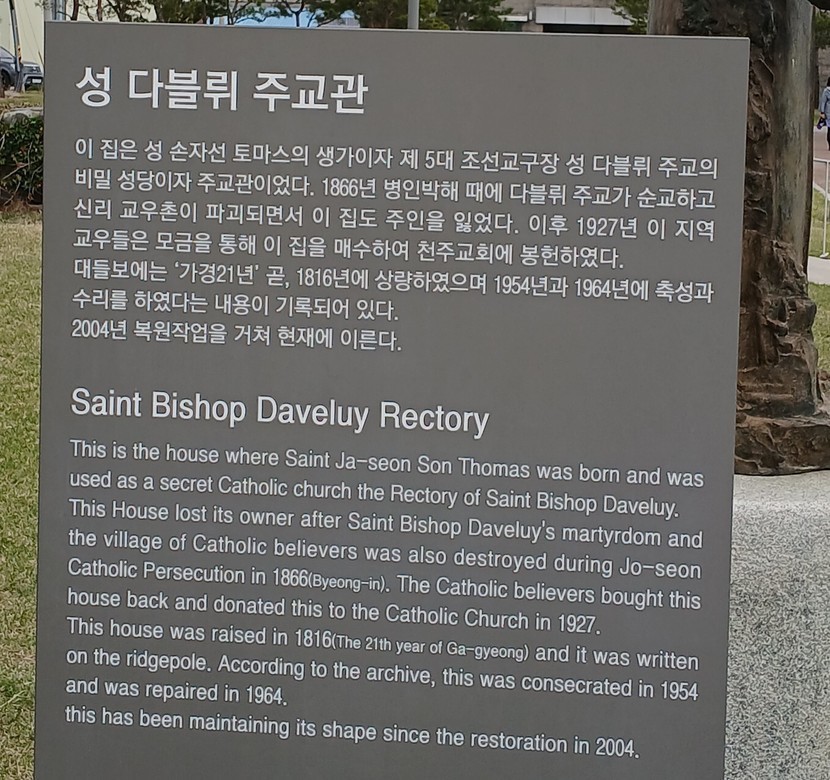 성 다블뤼 주교관
이 집은 성 손자선 토마스의 생가이자 제 5대 조선교구장 성 다블뤼 주교의
비밀 성당이자 주교관이었다. 1866년 병인박해 때에 다블뤼 주교가 순교하고
신리 교우촌이 파괴되면서 이 집도 주인을 잃었다. 이후 1927년 이 지역
교우들은 모금을 통해 이 집을 매수하여 천주교회에 봉헌하였다.
대들보에는 '가경21년' 곧, 1816년에 상량하였으며 1954년과 1964년에 축성과
수리를 하였다는 내용이 기록되어 있다.
2004년 복원작업을 거쳐 현재에 이른다.
Saint Bishop Daveluy Rectory
This is the house where Saint Ja-seon Son Thomas was born and was
used as a secret Catholic church the Rectory of Saint Bishop Daveluy.
This House lost its owner after Saint Bishop Daveluy's martyrdom and
the village of Catholic believers was also destroyed during Jo-seon
Catholic Persecution in 1866(Byeong-in). The Catholic believers bought this
house back and donated this to the Catholic Church in 1927.
This house was raised in 1816(The 21th year of Ga-gyeong) and it was written
on the ridgepole. According to the archive, this was consecrated in 1954
and was repaired in 1964.
this has been maintaining its shape since the restoration in 2004.